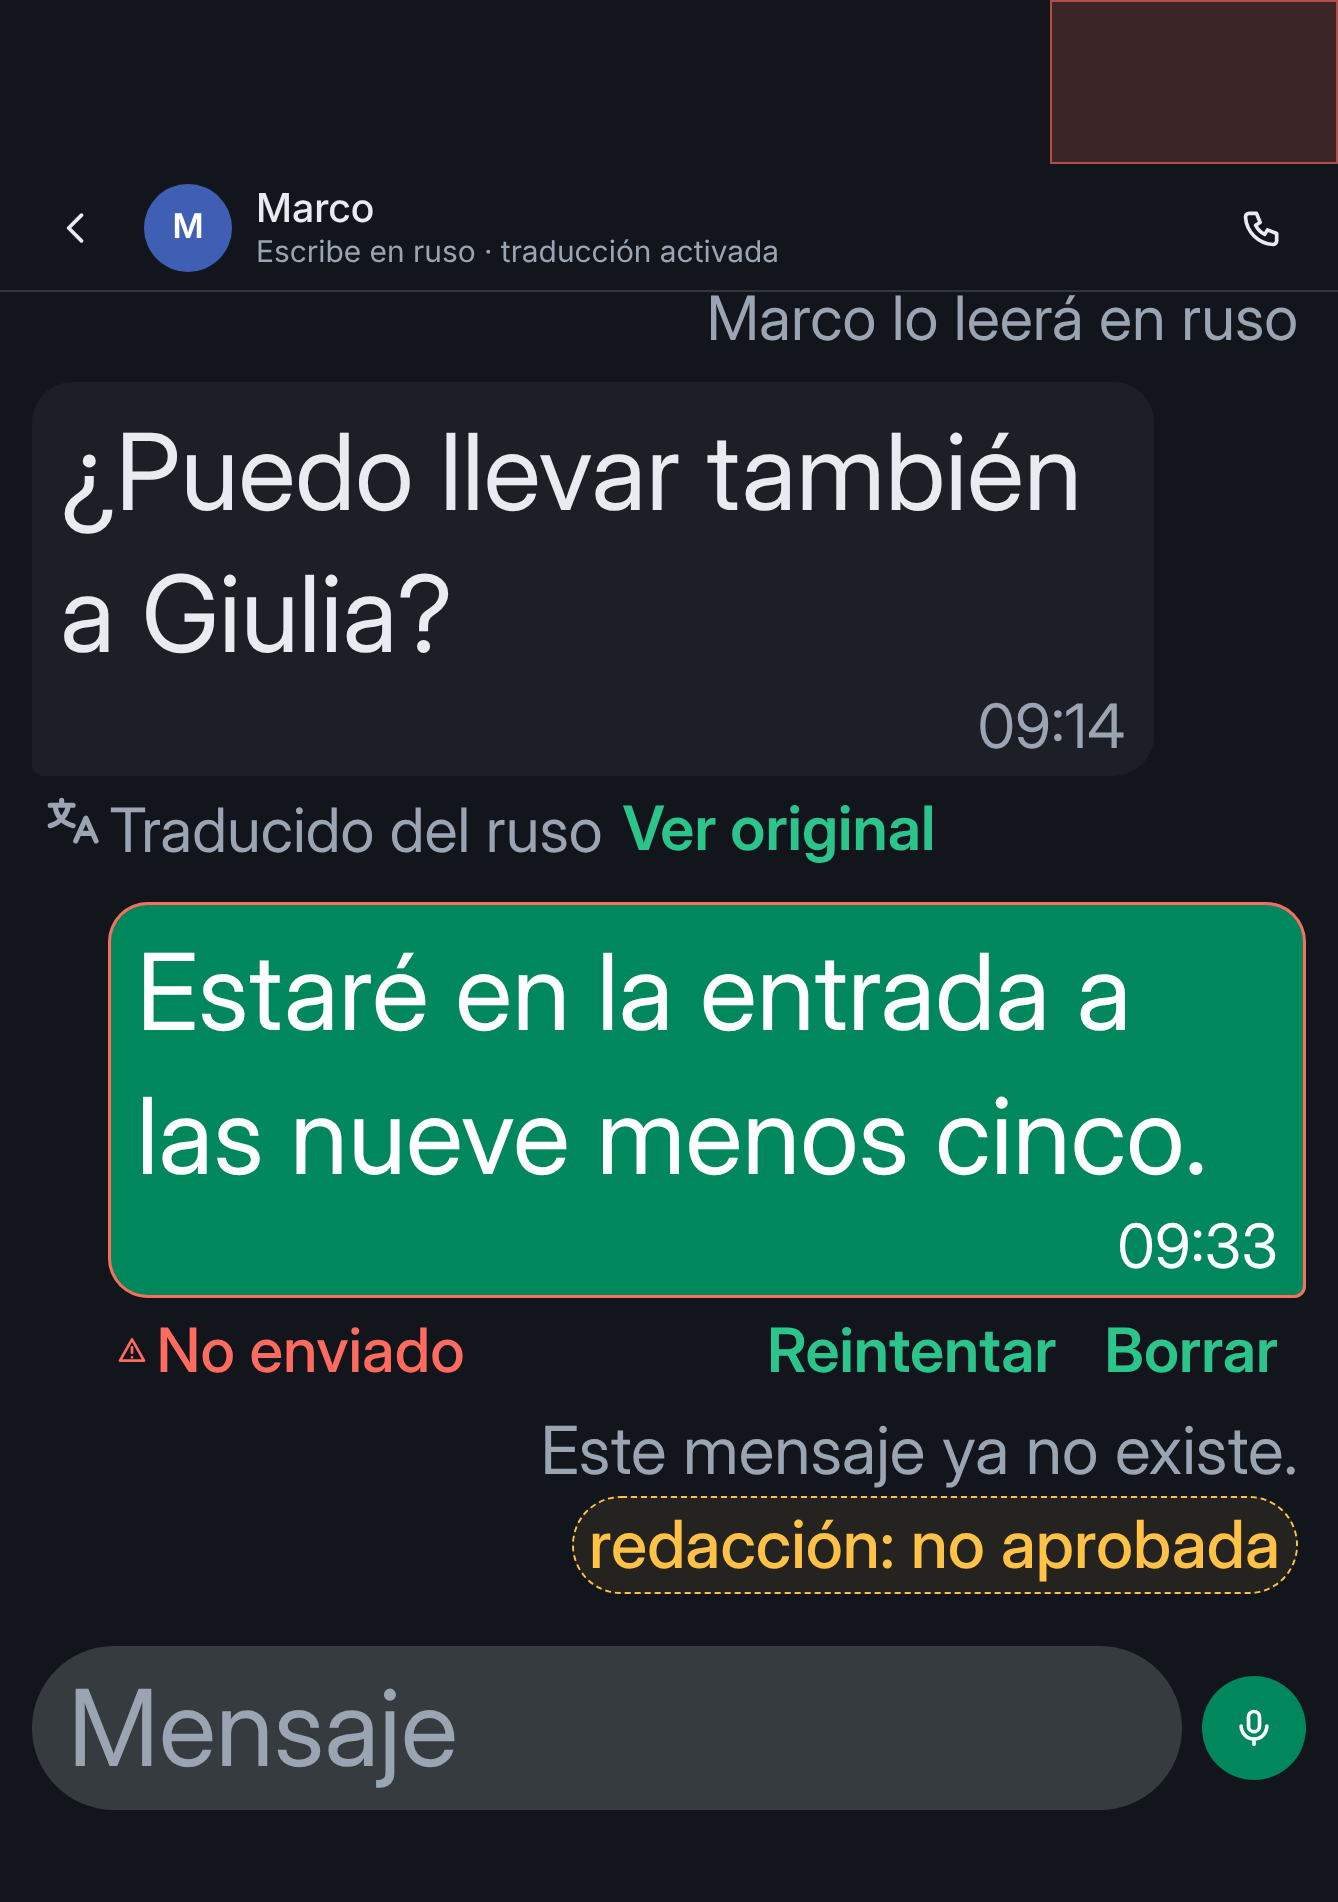 M
Marco
Escribe en ruso · traducción activada
Marco lo leerá en ruso
¿Puedo llevar también
a Giulia?
09:14
Traducido del ruso Ver original
Estaré en la entrada a
las nueve menos cinco.
09:33
No enviado Reintentar Borrar
Este mensaje ya no existe.
redacción: no aprobada
Mensaje